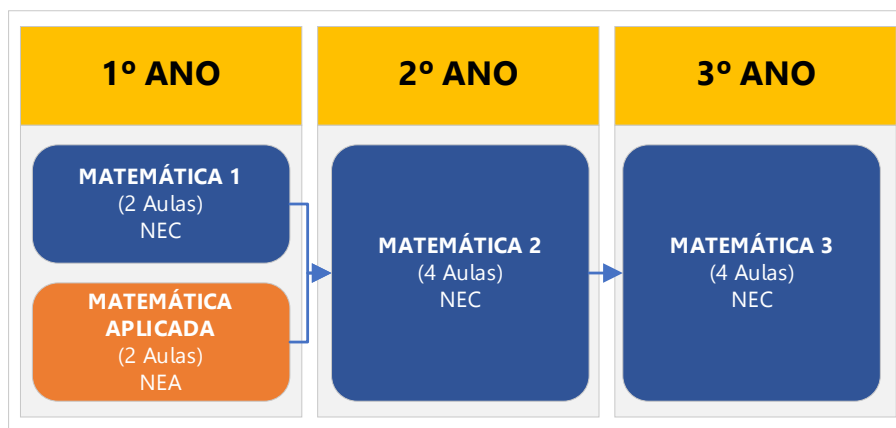 1º ANO
MATEMÁTICA 1
(2 Aulas)
NEC
MATEMÁTICA
APLICADA
(2 Aulas)
NEA
2º ANO
MATEMÁTICA 2
(4 Aulas)
NEC
3º ANO
MATEMÁTICA 3
(4 Aulas)
NEC